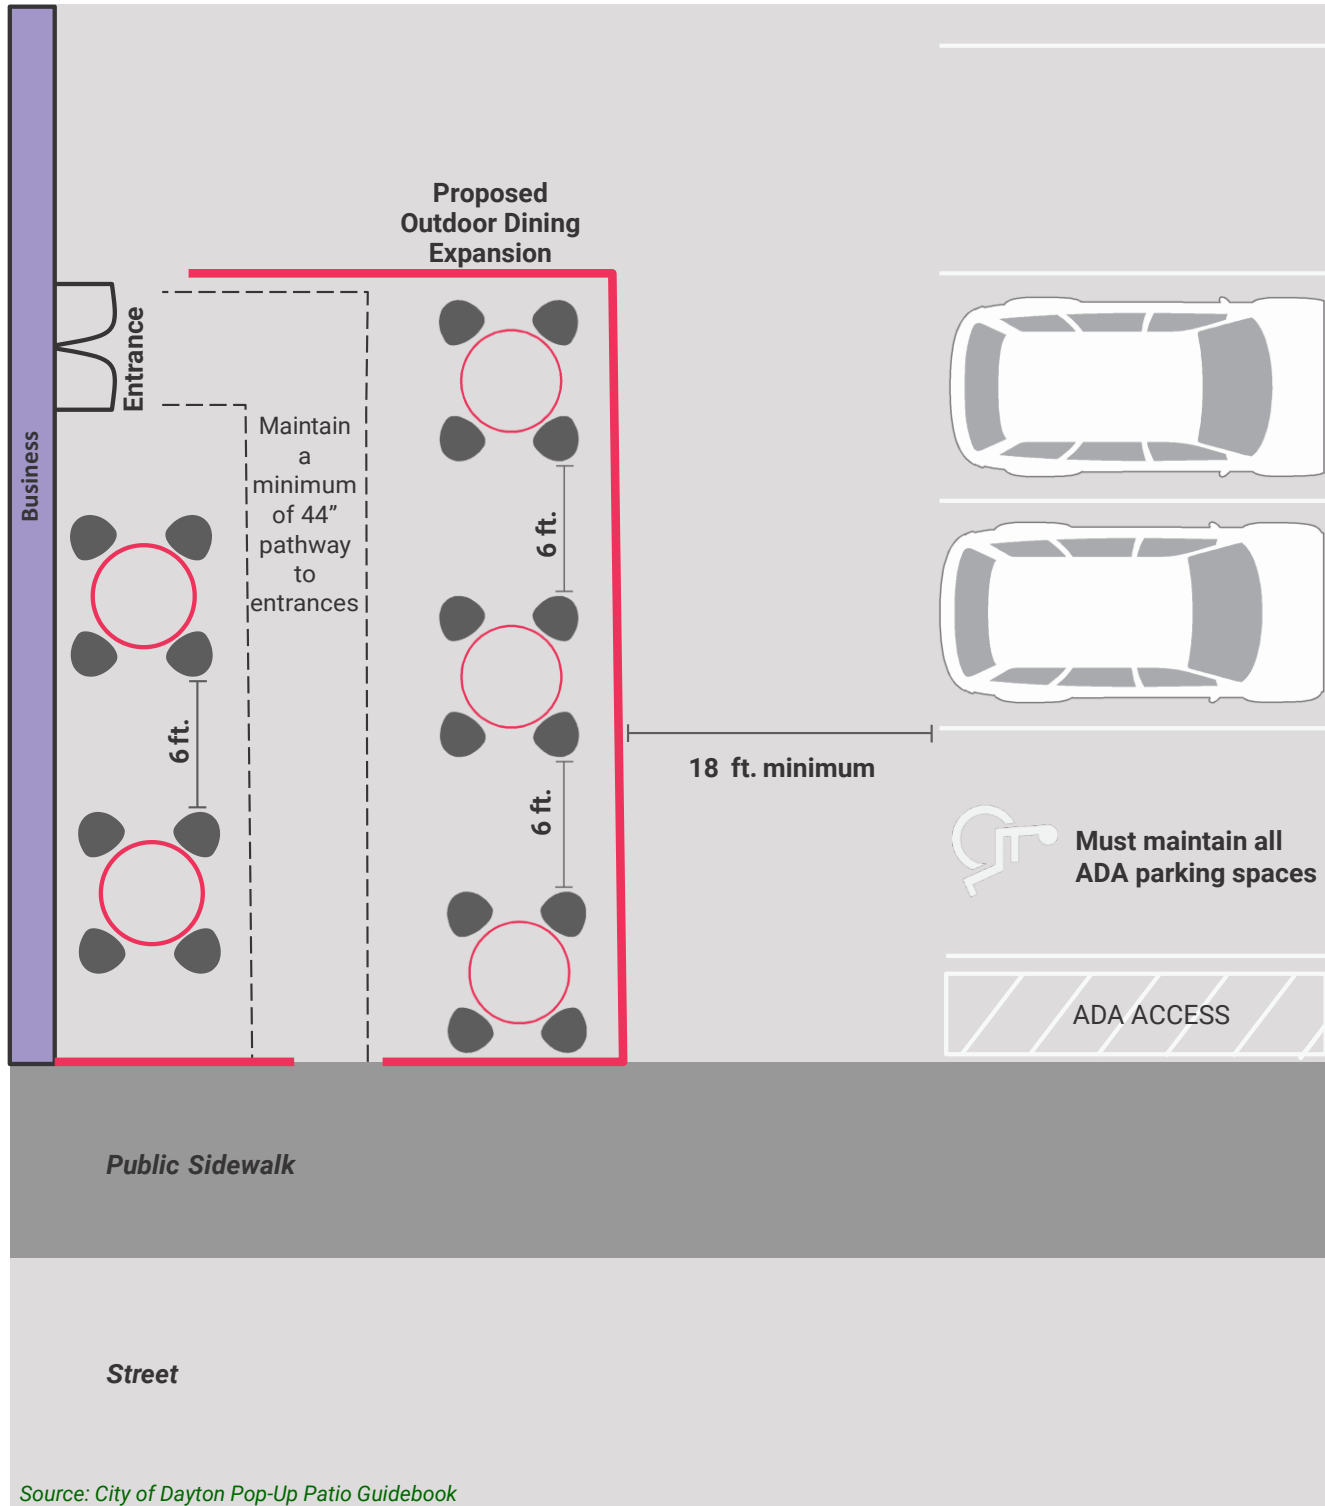 Proposed
Outdoor Dining
Expansion
Entrance
Business
Maintain
a
minimum
of 44”
pathway
to
entrances
6 ft.
6 ft.
6 ft.
18 ft. minimum
Must maintain all
ADA parking spaces
ADA ACCESS
Public Sidewalk
Street
Source: City of Dayton Pop-Up Patio Guidebook